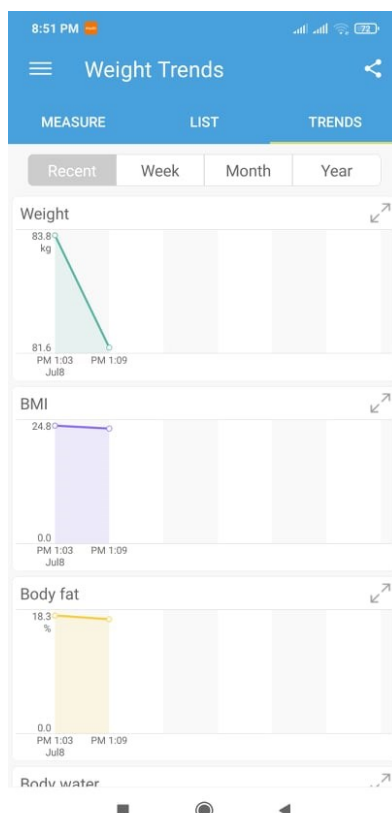 8:51 PM 72
Weight Trends
MEASURE LIST TRENDS
Recent Week Month Year
Weight
83.8
kg
81.6
PM 1:03 PM 1:09
Jul8
BMI
24.8
0.0
PM 1:03 PM 1:09
Jul8
Body fat
18.3
%
0.0
PM 1:03 PM 1:09
Jul8
Body water